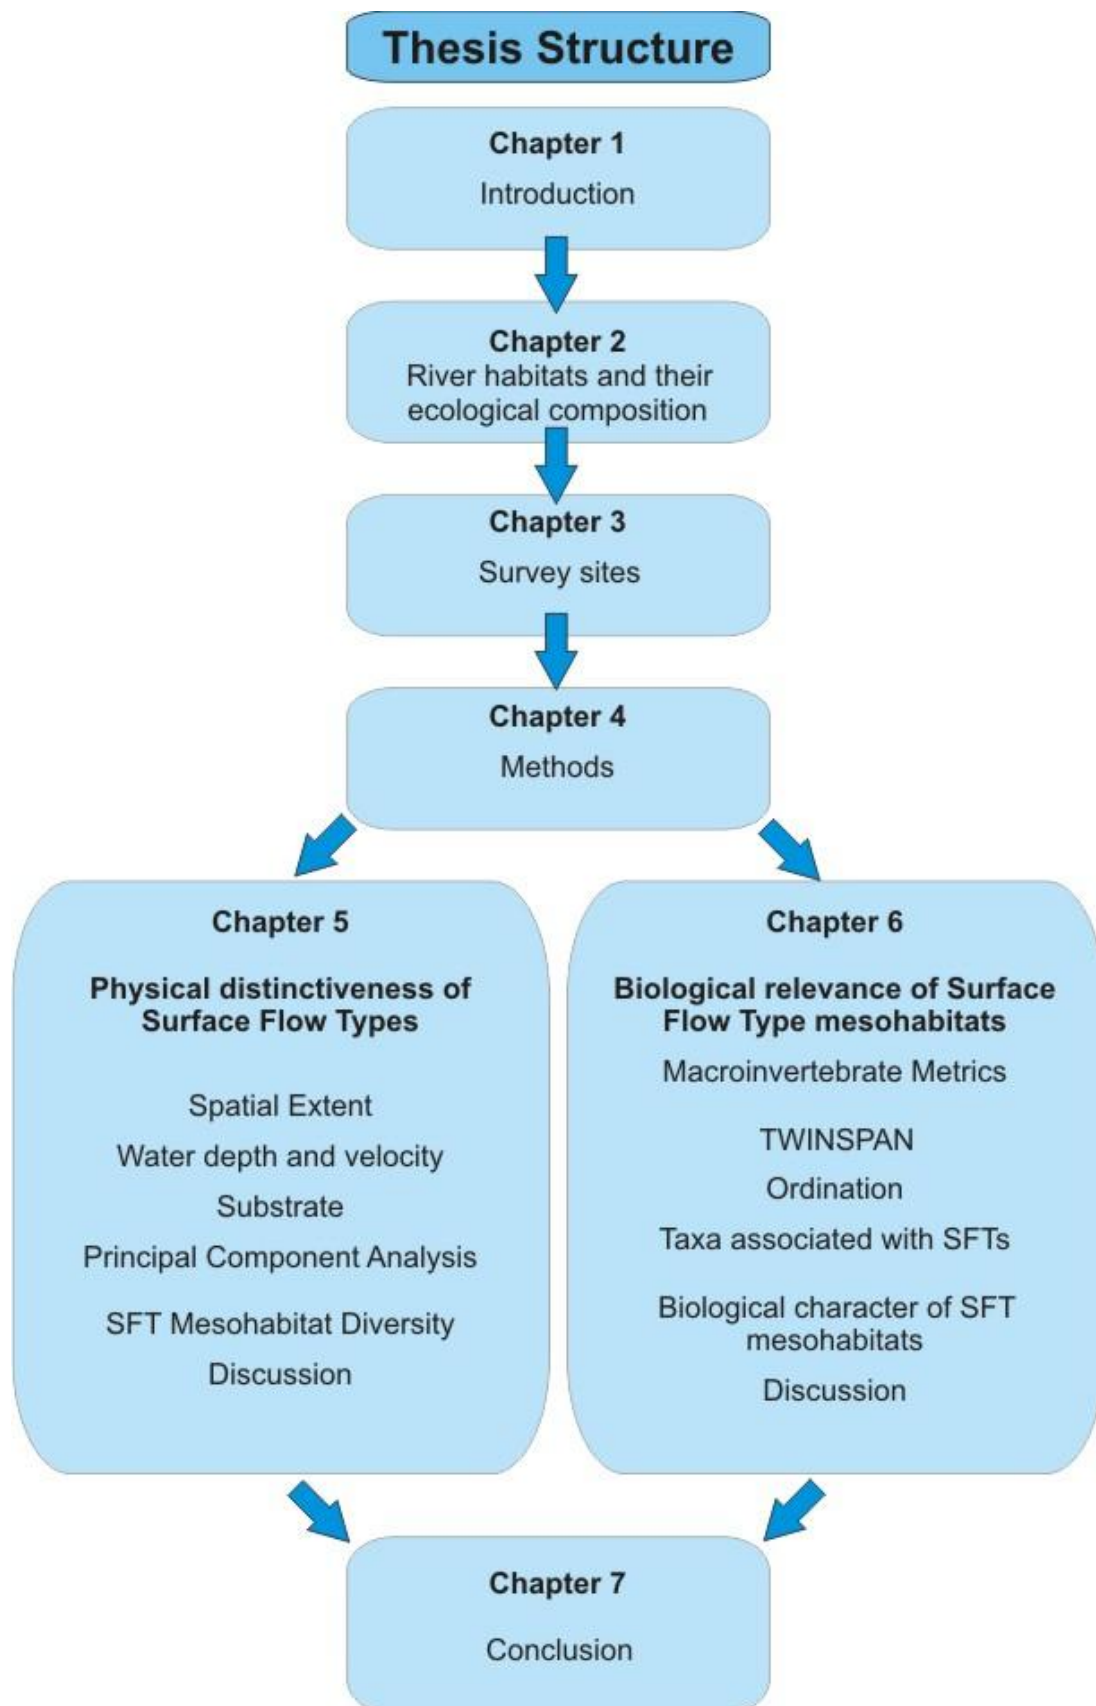 Thesis Structure
Chapter 1
Introduction
Chapter 2
River habitats and their
ecological composition
Chapter 3
Survey sites
Chapter 4
Methods
Chapter 5
Physical distinctiveness of
Surface Flow Types
Spatial Extent
Water depth and velocity
Substrate
Principal Component Analysis
SFT Mesohabitat Diversity
Discussion
Chapter 6
Biological relevance of Surface
Flow Type mesohabitats
Macroinvertebrate Metrics
TWINSPAN
Ordination
Taxa associated with SFTs
Biological character of SFT
mesohabitats
Discussion
Chapter 7
Conclusion